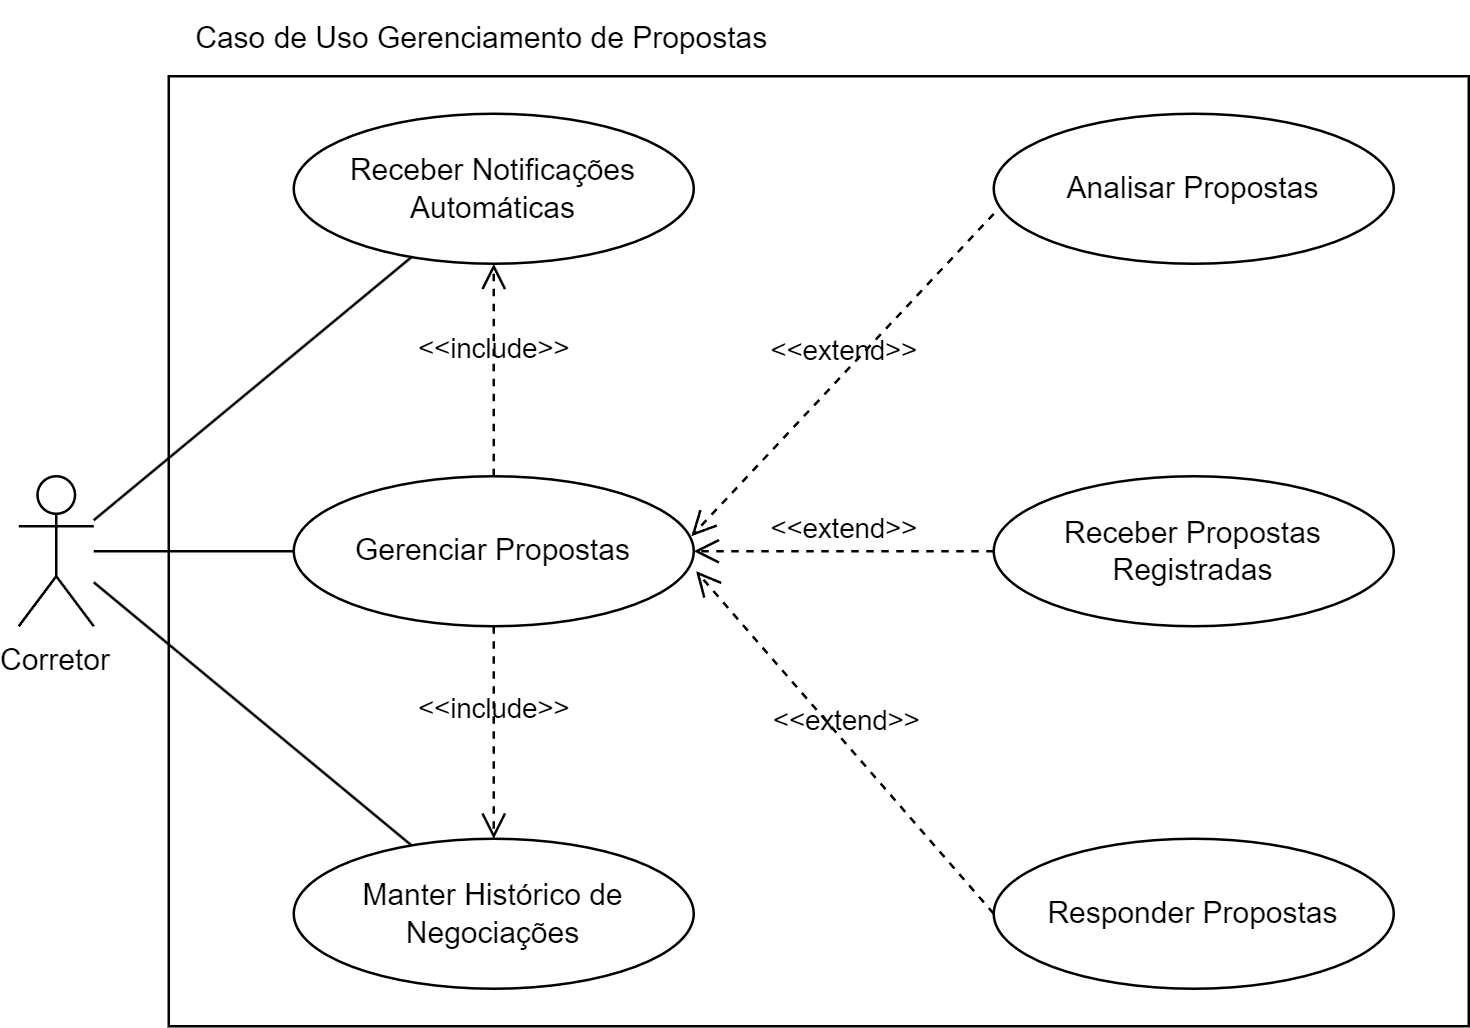 Caso de Uso Gerenciamento de Propostas
Receber Notificações
Automáticas
Analisar Propostas
<<include>>
<<extend>>
Gerenciar Propostas
<<extend>>
Receber Propostas
Registradas
Corretor
<<include>>
<<extend>>
Manter Histórico de
Negociações
Responder Propostas